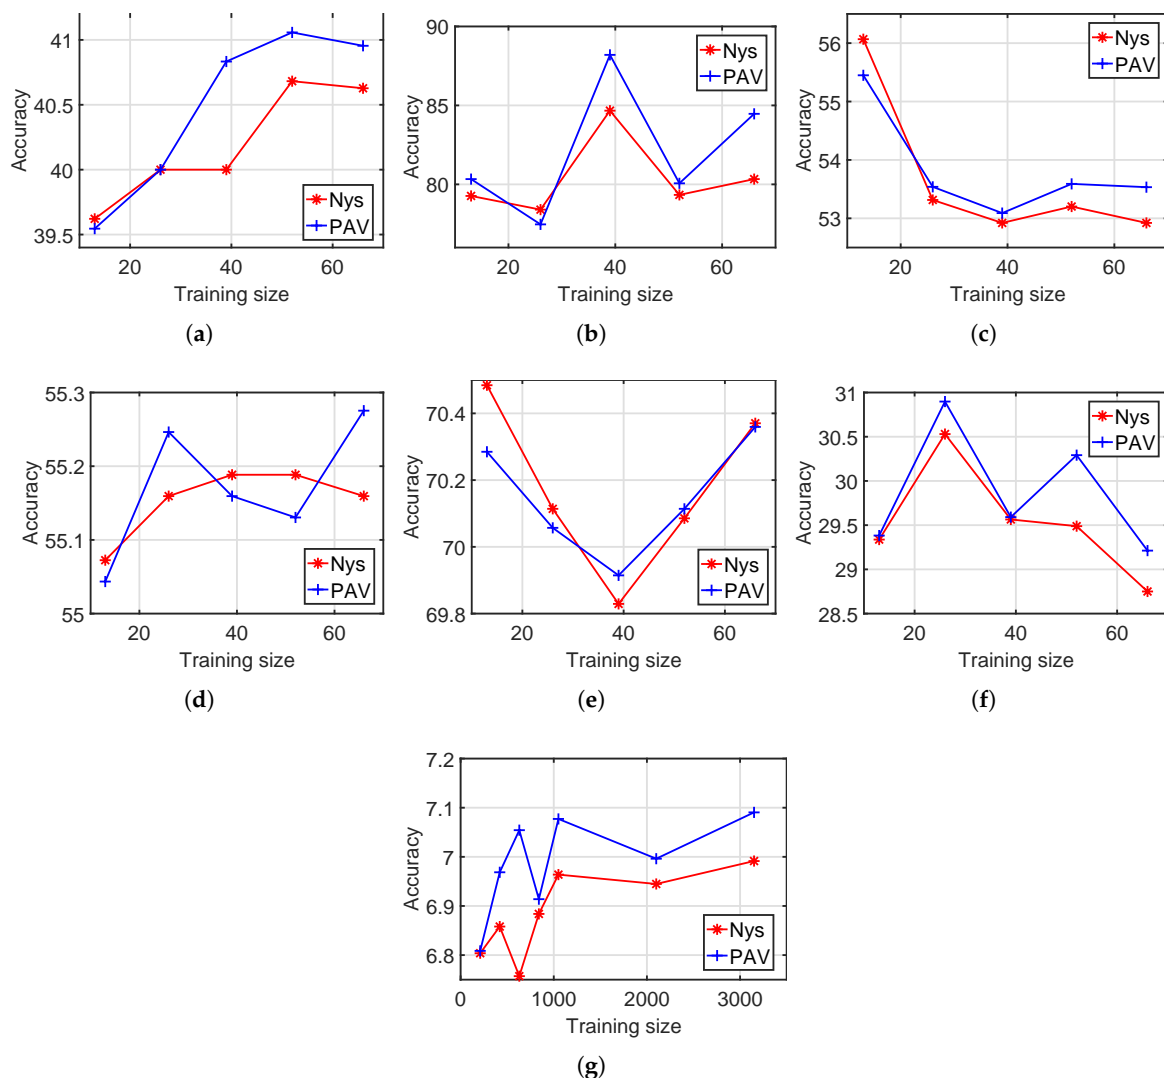 41
40.5
40
39.5
Accuracy
Nys
PAV
20 40 60
Training size
(a)
90
85
80
Accuracy
Nys
PAV
20 40 60
Training size
(b)
56
55
54
53
Accuracy
Nys
PAV
20 40 60
Training size
(c)
55.3
55.2
55.1
55
Accuracy
Nys
PAV
20 40 60
Training size
(d)
70.4
70.2
70
69.8
Accuracy
Nys
PAV
20 40 60
Training size
(e)
31
30.5
30
29.5
29
28.5
Accuracy
Nys
PAV
20 40 60
Training size
(f)
7.2
7.1
7
6.9
6.8
Accuracy
Nys
PAV
0 1000 2000 3000
Training size
(g)